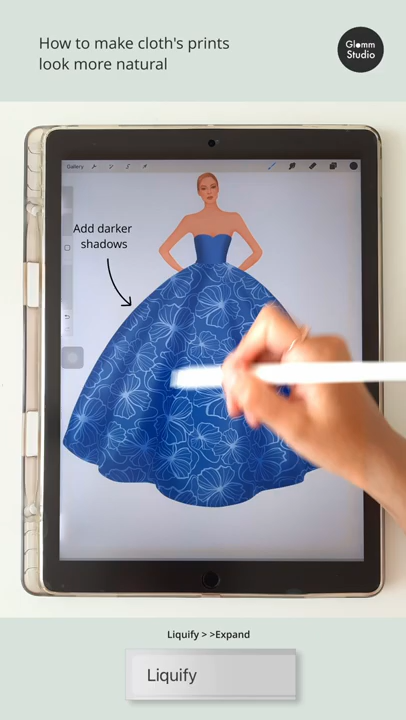 How to make cloth's prints
look more natural
Glomm
Studio
Gallery
Add darker
shadows
Liquify > >Expand
Liquify